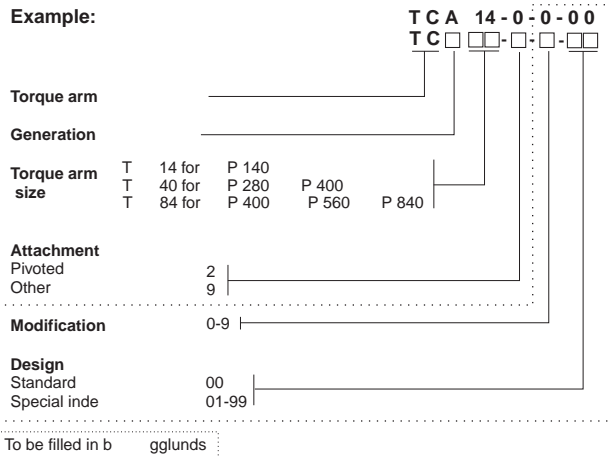 Example: T C A 14 - 0 - 0 - 0 0
T C □ □□ - □ - □ - □□
Torque arm
Generation
Torque arm size
T 14 for P 140
T 40 for P 280 P 400
T 84 for P 400 P 560 P 840
Attachment
Pivoted 2
Other 9
Modification 0-9
Design
Standard 00
Special inde 01-99
To be filled in b gglunds